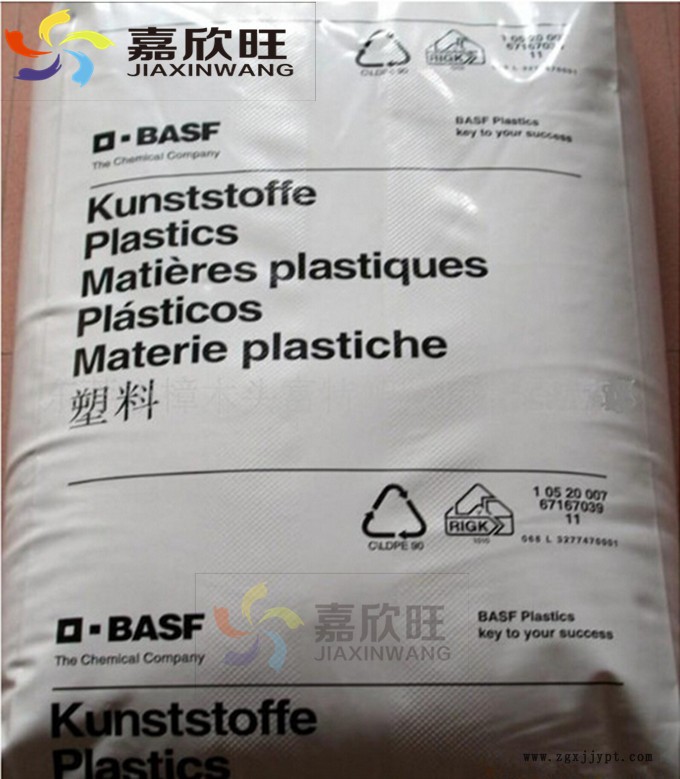 嘉欣旺
JIAXINWANG
RIGK
BASF Plastics
key to your success
BASF
The Chemical Company
Kunststoffe
Plastics
Matières plastiques
Plásticos
Materie plastiche
塑料
C\LDPE 90
RIGK
1010
1 05 20 007
67167039
11
BASF
The Chemical Company
嘉欣旺
JIAXINWANG
BASF Plastics
key to your success
Kunststoffe
Plastics
www.zgxjjypt.com